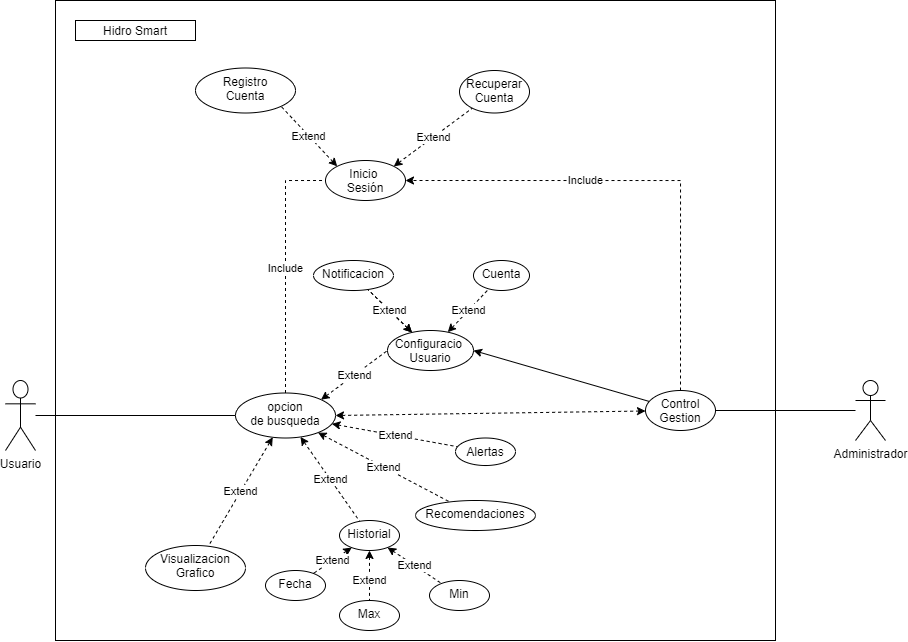 Hidro Smart
Registro
Cuenta
Recuperar
Cuenta
Extend
Extend
Inicio
Sesión
Include
Include
Notificacion
Cuenta
Extend
Extend
Configuracio
Usuario
Extend
opcion
de busqueda
Control
Gestion
Usuario
Administrador
Extend
Alertas
Extend
Extend
Extend
Recomendaciones
Historial
Visualizacion
Grafico
Extend
Extend
Extend
Fecha
Max
Min